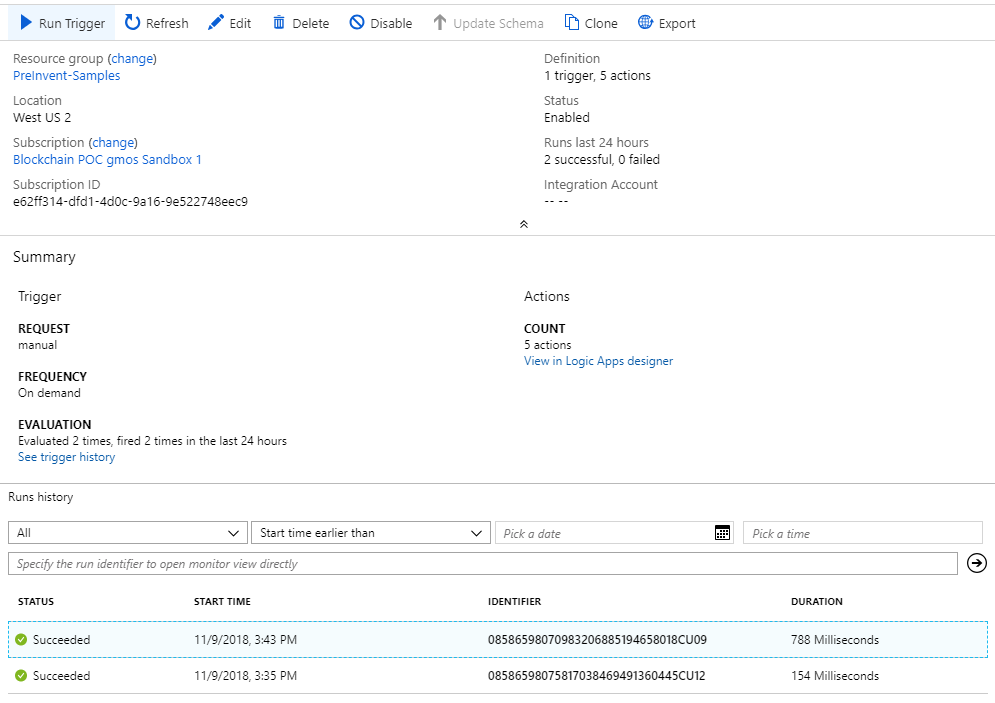 Run Trigger Refresh Edit Delete Disable Update Schema Clone Export
Resource group (change)
PreInvent-Samples
Location
West US 2
Subscription (change)
Blockchain POC gmos Sandbox 1
Subscription ID
e62ff314-dfd1-4d0c-9a16-9e522748eec9
Definition
1 trigger, 5 actions
Status
Enabled
Runs last 24 hours
2 successful, 0 failed
Integration Account
-- --
Summary
Trigger
REQUEST
manual
FREQUENCY
On demand
EVALUATION
Evaluated 2 times, fired 2 times in the last 24 hours
See trigger history
Actions
COUNT
5 actions
View in Logic Apps designer
Runs history
All Start time earlier than Pick a date Pick a time
Specify the run identifier to open monitor view directly
STATUS START TIME IDENTIFIER DURATION
Succeeded 11/9/2018, 3:43 PM 08586598070983206885194658018CU09 788 Milliseconds
Succeeded 11/9/2018, 3:35 PM 08586598075817038469491360445CU12 154 Milliseconds